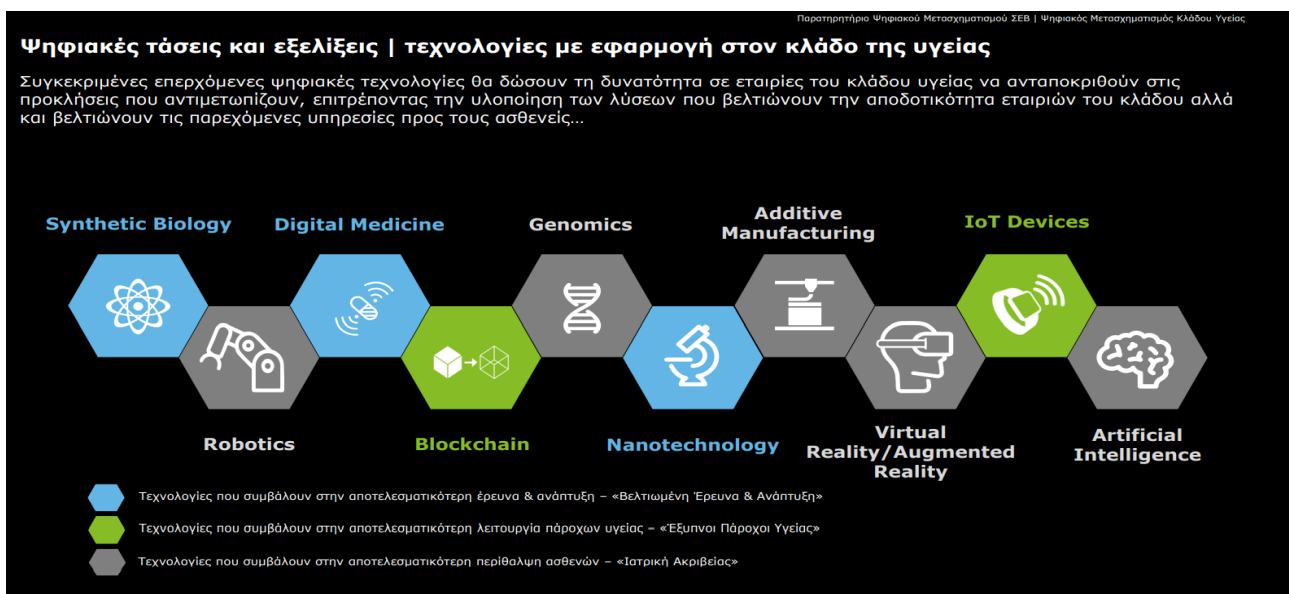 Παρατηρητήριο Ψηφιακού Μετασχηματισμού ΣΕΒ | Ψηφιακός Μετασχηματισμός Κλάδου Υγείας
Ψηφιακές τάσεις και εξελίξεις | τεχνολογίες με εφαρμογή στον κλάδο της υγείας
Συγκεκριμένες επερχόμενες ψηφιακές τεχνολογίες θα δώσουν τη δυνατότητα σε εταιρίες του κλάδου υγείας να ανταποκριθούν στις
προκλήσεις που αντιμετωπίζουν, επιτρέποντας την υλοποίηση των λύσεων που βελτιώνουν την αποδοτικότητα εταιριών του κλάδου αλλά
και βελτιώνουν τις παρεχόμενες υπηρεσίες προς τους ασθενείς...
Synthetic Biology
Digital Medicine
Genomics
Additive
Manufacturing
IoT Devices
Robotics
Blockchain
Nanotechnology
Virtual
Reality/Augmented
Reality
Artificial
Intelligence
Τεχνολογίες που συμβάλουν στην αποτελεσματικότερη έρευνα & ανάπτυξη – «Βελτιωμένη Έρευνα & Ανάπτυξη»
Τεχνολογίες που συμβάλουν στην αποτελεσματικότερη λειτουργία πάροχων υγείας – «Έξυπνοι Πάροχοι Υγείας»
Τεχνολογίες που συμβάλουν στην αποτελεσματικότερη περίθαλψη ασθενών – «Ιατρική Ακριβείας»